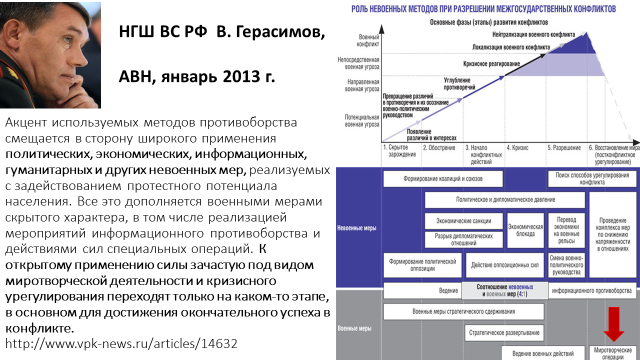 НГШ ВС РФ В. Герасимов,
АВН, январь 2013 г.
Акцент используемых методов противоборства
смещается в сторону широкого применения
политических, экономических, информационных,
гуманитарных и других невоенных мер, реализуемых
с задействованием протестного потенциала
населения. Все это дополняется военными мерами
скрытого характера, в том числе реализацией
мероприятий информационного противоборства и
действиями сил специальных операций. К
открытому применению силы зачастую под видом
миротворческой деятельности и кризисного
урегулирования переходят только на каком-то этапе,
в основном для достижения окончательного успеха в
конфликте.
http://www.vpk-news.ru/articles/14632
РОЛЬ НЕВОЕННЫХ МЕТОДОВ ПРИ РАЗРЕШЕНИИ МЕЖГОСУДАРСТВЕННЫХ КОНФЛИКТОВ
Основные фазы (этапы) развития конфликтов
Военный
конфликт
Непосредственная
военная угроза
Направленная
военная угроза
Потенциальная
военная угроза
Нейтрализация военного конфликта
Локализация военного конфликта
Кризисное реагирование
Углубление
противоречий
Превращение различий
в противоречия и их осознание
военно-политическим
руководством
Появление
различий в интересах
1. Скрытое
зарождение
2. Обострение
3. Начало
конфликтных
действий
4. Кризис
5. Разрешение
6. Восстановление мира
(постконфликтное
урегулирование)
Невоенные меры
Формирование коалиций и союзов
Поиск способов урегулирования
конфликта
Политическое и дипломатическое давление
Экономические санкции
Экономическая
блокада
Перевод
экономики
на военные
рельсы
Проведение
комплекса мер
по снижению
напряженности
в отношениях
Разрыв дипломатических
отношений
Формирование политической
оппозиции
Действие оппозиционных сил
Смена военно-
политического
руководства
Ведение
Соотношение невоенных
и военных мер (4:1)
информационного противоборства
Военные меры
Военные меры стратегического сдерживания
Стратегическое развертывание
Ведение военных действий
Миротворческие
операции